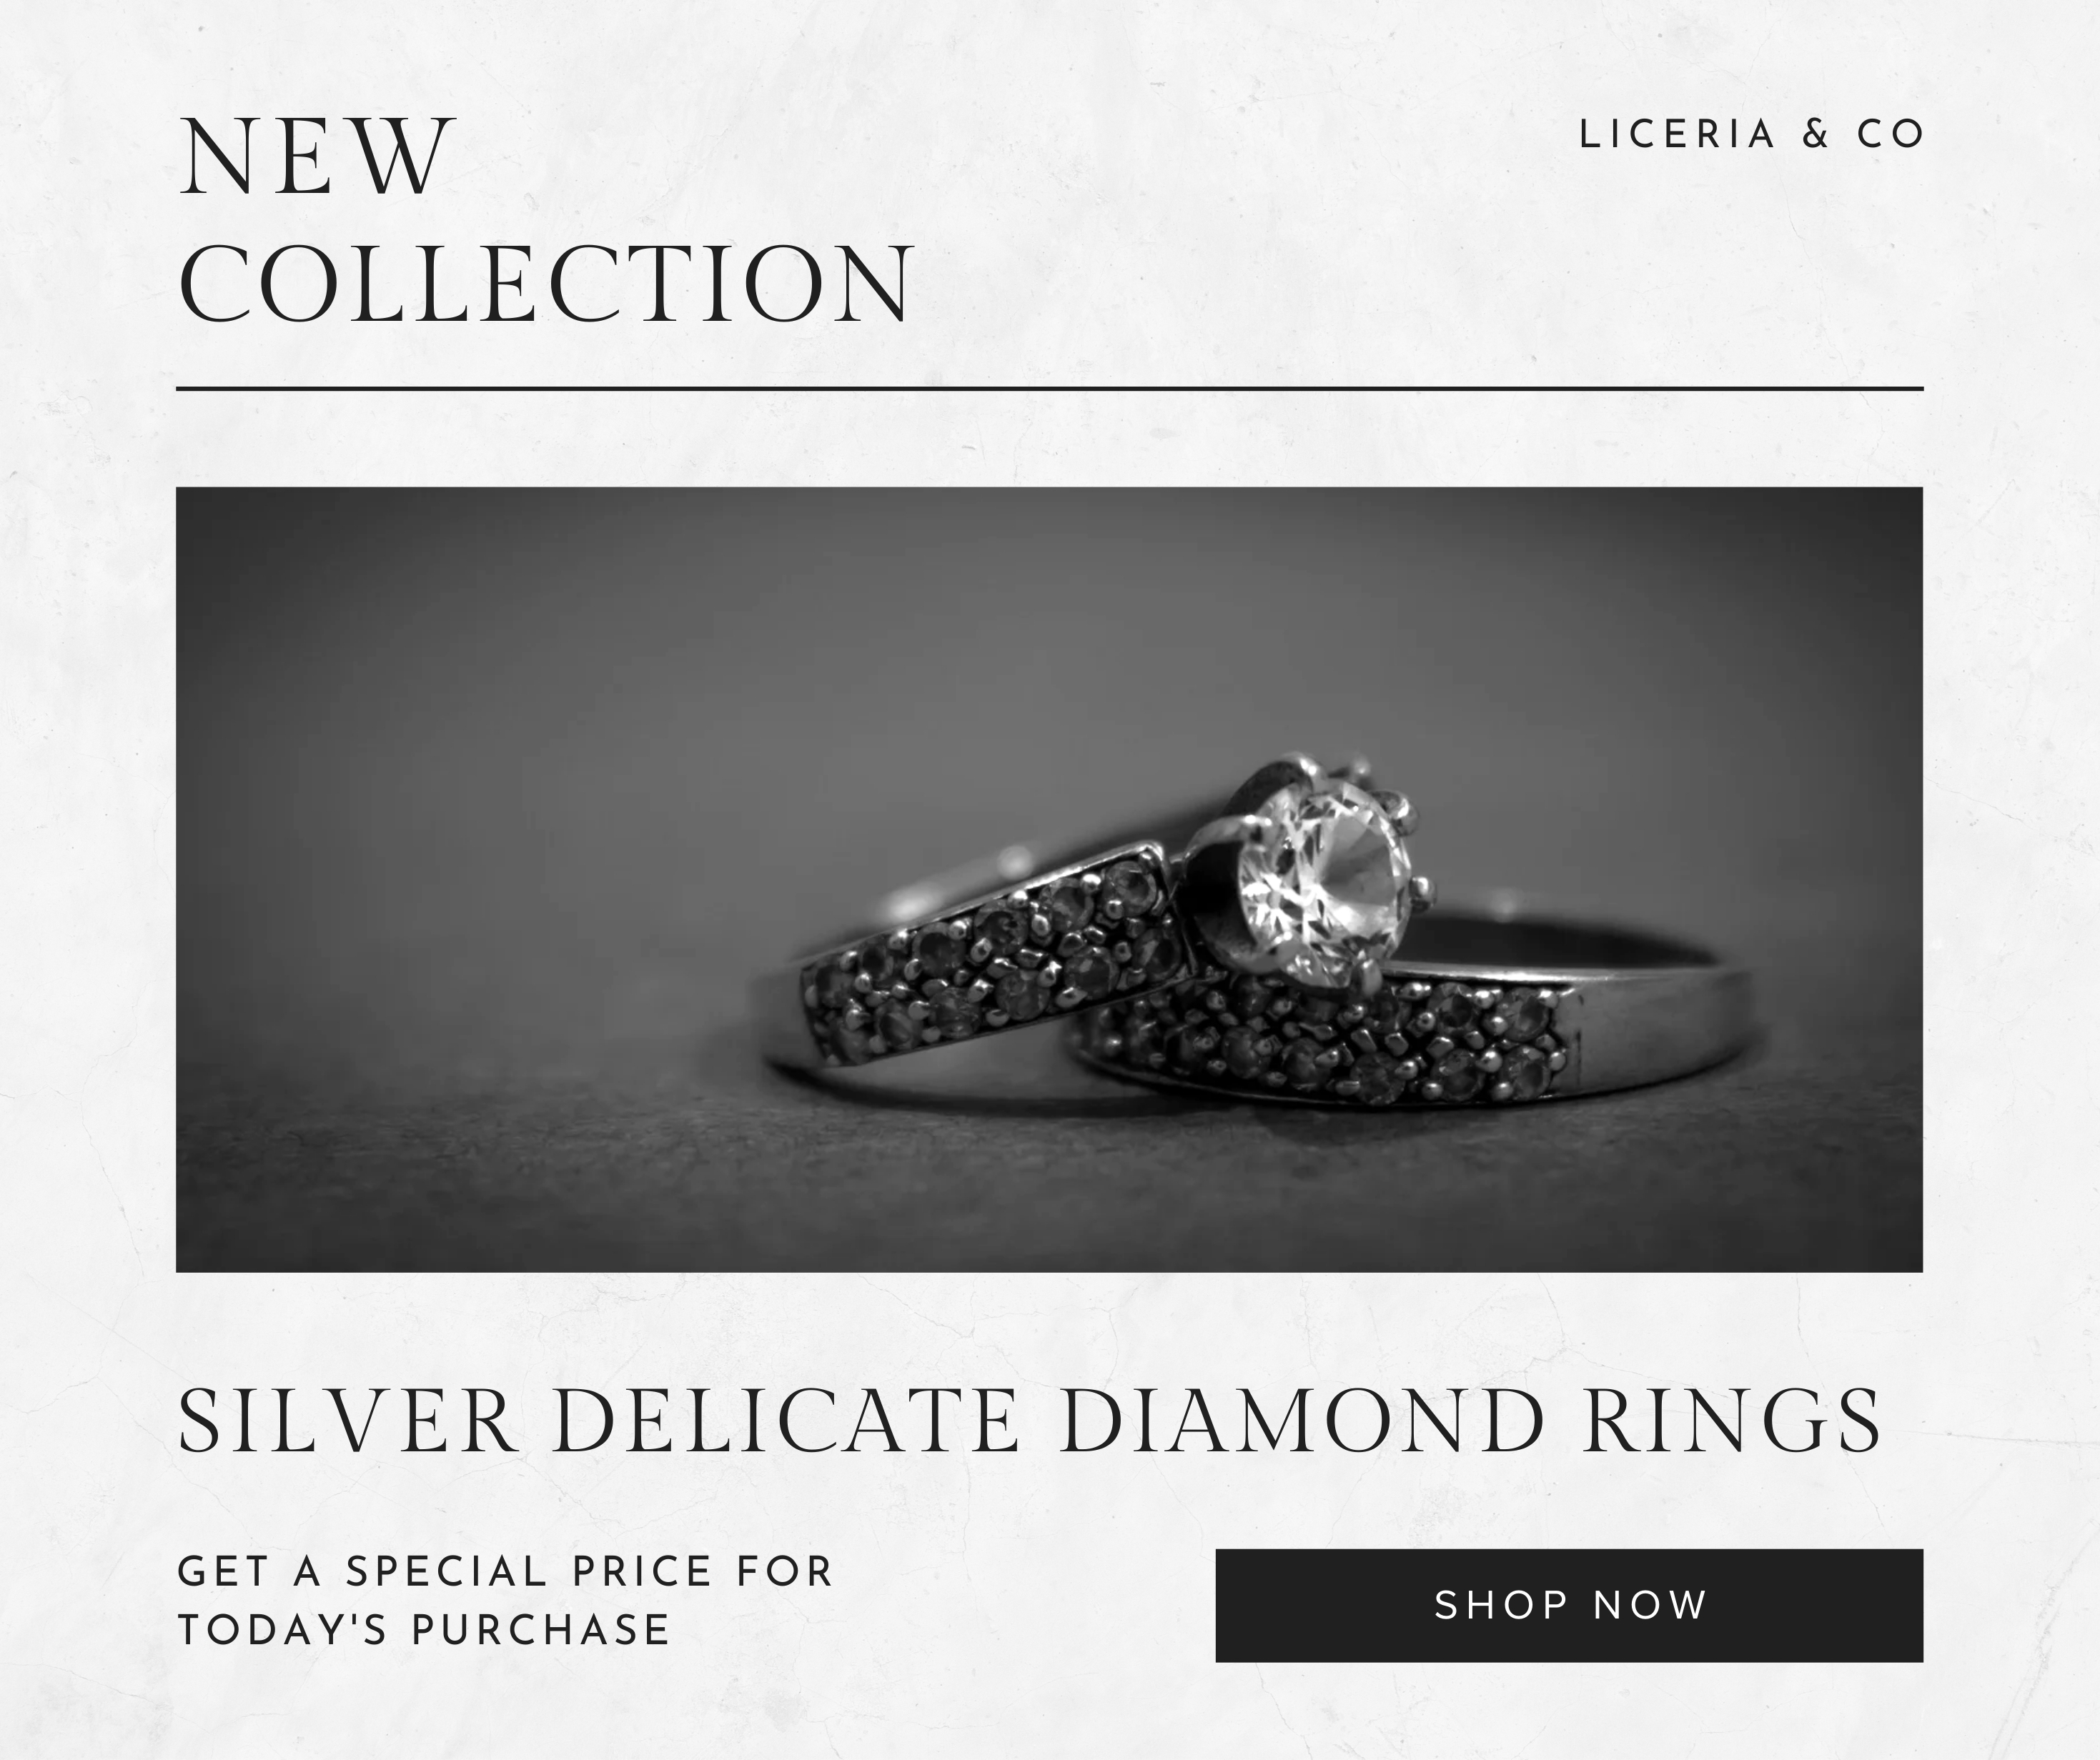 NEW
COLLECTION
LICERIA & CO
SILVER DELICATE DIAMOND RINGS
GET A SPECIAL PRICE FOR
TODAY'S PURCHASE
SHOP NOW